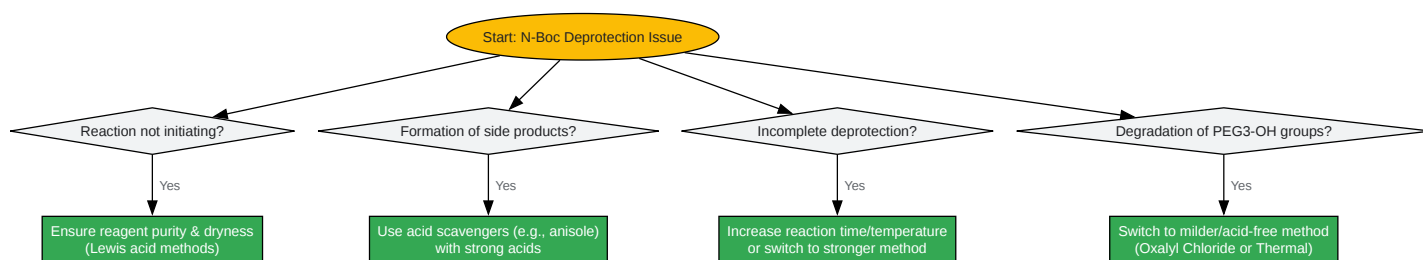 Start: N-Boc Deprotection Issue
Reaction not initiating?
Formation of side products?
Incomplete deprotection?
Degradation of PEG3-OH groups?
Yes
Yes
Yes
Yes
Ensure reagent purity & dryness
(Lewis acid methods)
Use acid scavengers (e.g., anisole)
with strong acids
Increase reaction time/temperature
or switch to stronger method
Switch to milder/acid-free method
(Oxalyl Chloride or Thermal)